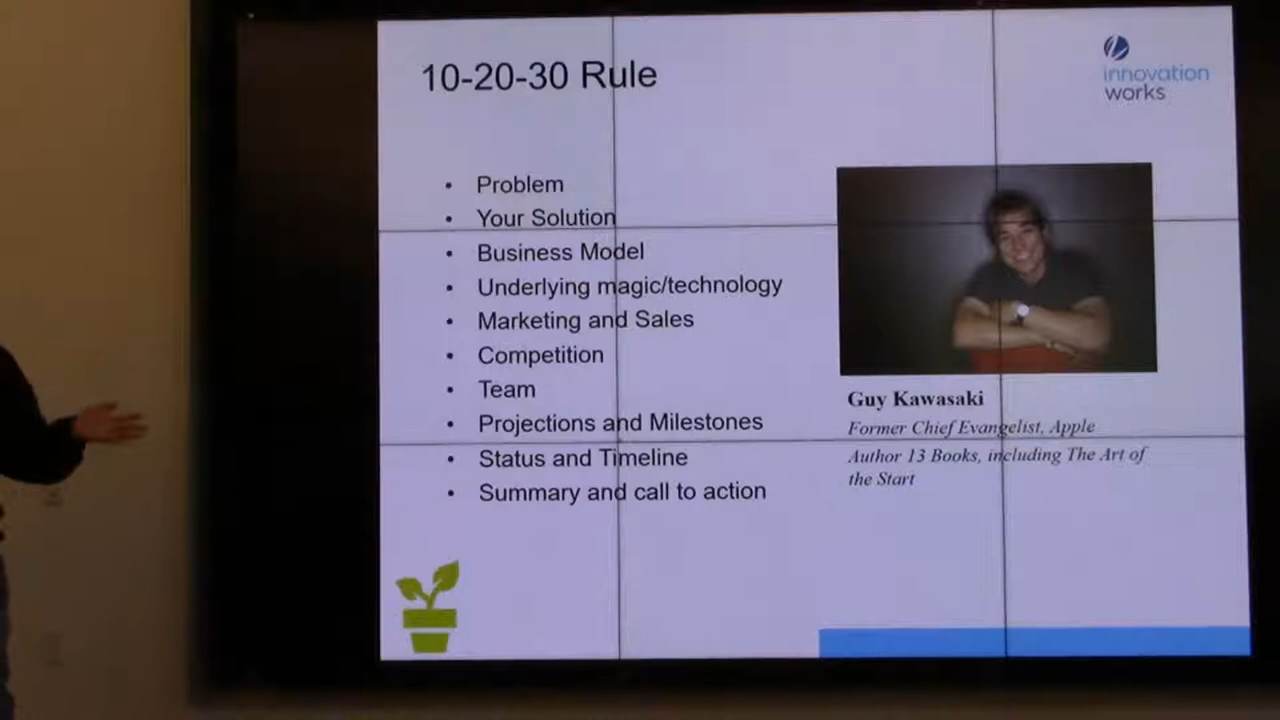 10-20-30 Rule
innovation
works
• Problem
• Your Solution
• Business Model
• Underlying magic/technology
• Marketing and Sales
• Competition
• Team
• Projections and Milestones
• Status and Timeline
• Summary and call to action
Guy Kawasaki
Former Chief Evangelist, Apple
Author 13 Books, including The Art of
the Start